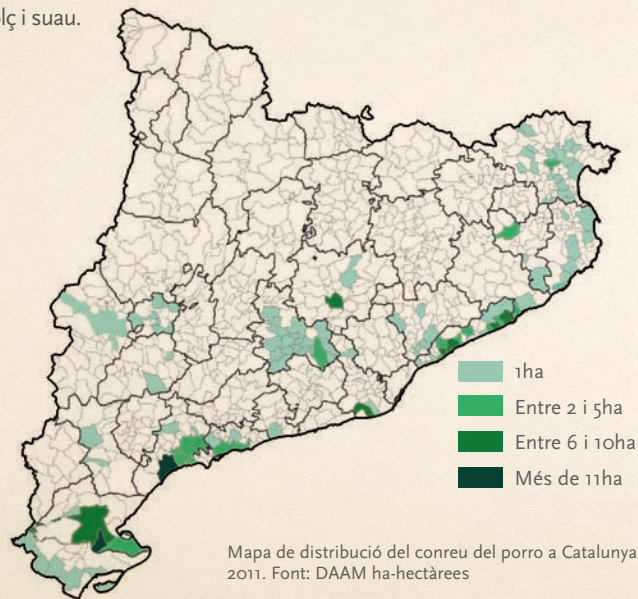 lç i suau.
1ha
Entre 2 i 5ha
Entre 6 i 10ha
Més de 11ha
Mapa de distribució del conreu del porro a Catalunya
2011. Font: DAAM ha-hectàrees